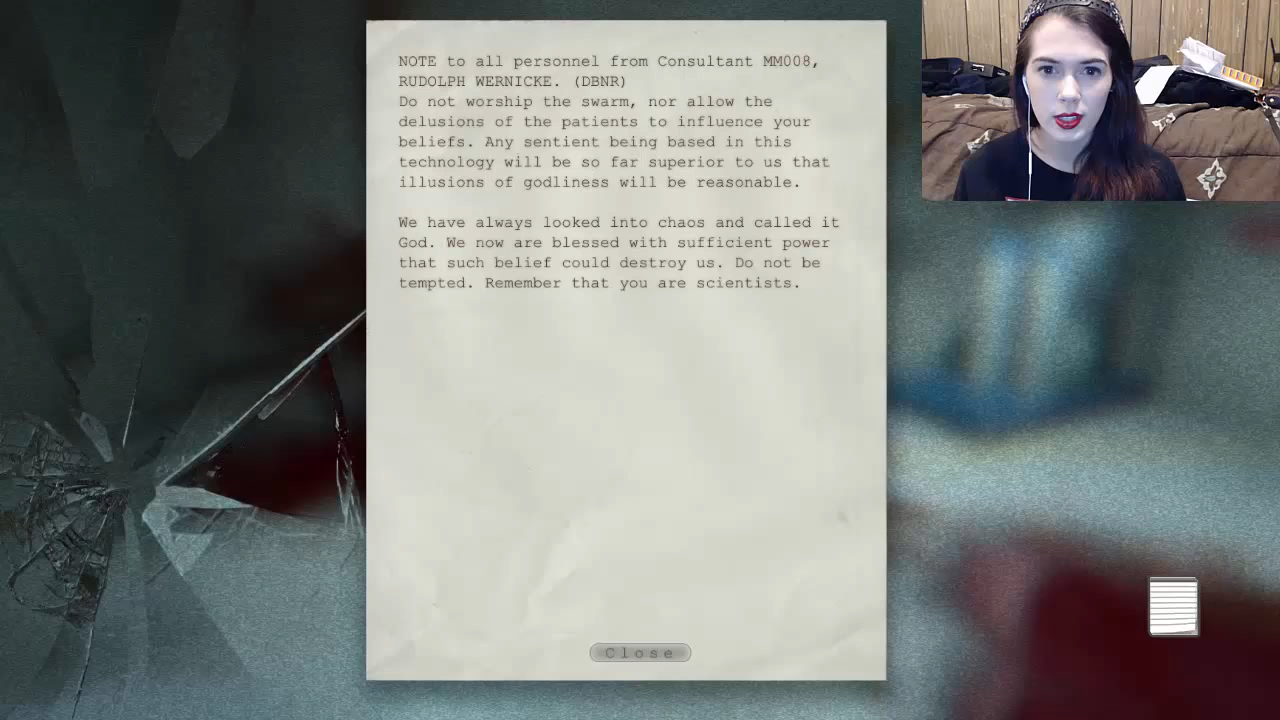 NOTE to all personnel from Consultant MM008,
RUDOLPH WERNICKE. (DBNR)
Do not worship the swarm, nor allow the
delusions of the patients to influence your
beliefs. Any sentient being based in this
technology will be so far superior to us that
illusions of godliness will be reasonable.
We have always looked into chaos and called it
God. We now are blessed with sufficient power
that such belief could destroy us. Do not be
tempted. Remember that you are scientists.
Close